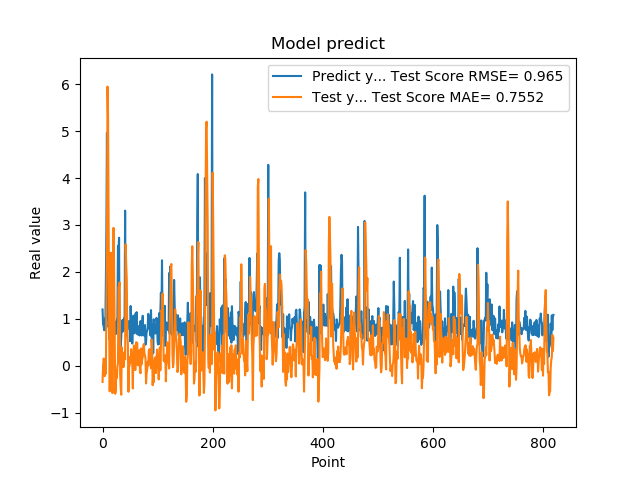 Model predict
Predict y... Test Score RMSE= 0.965
Test y... Test Score MAE= 0.7552
6
5
4
3
2
1
0
−1
Real value
0 200 400 600 800
Point